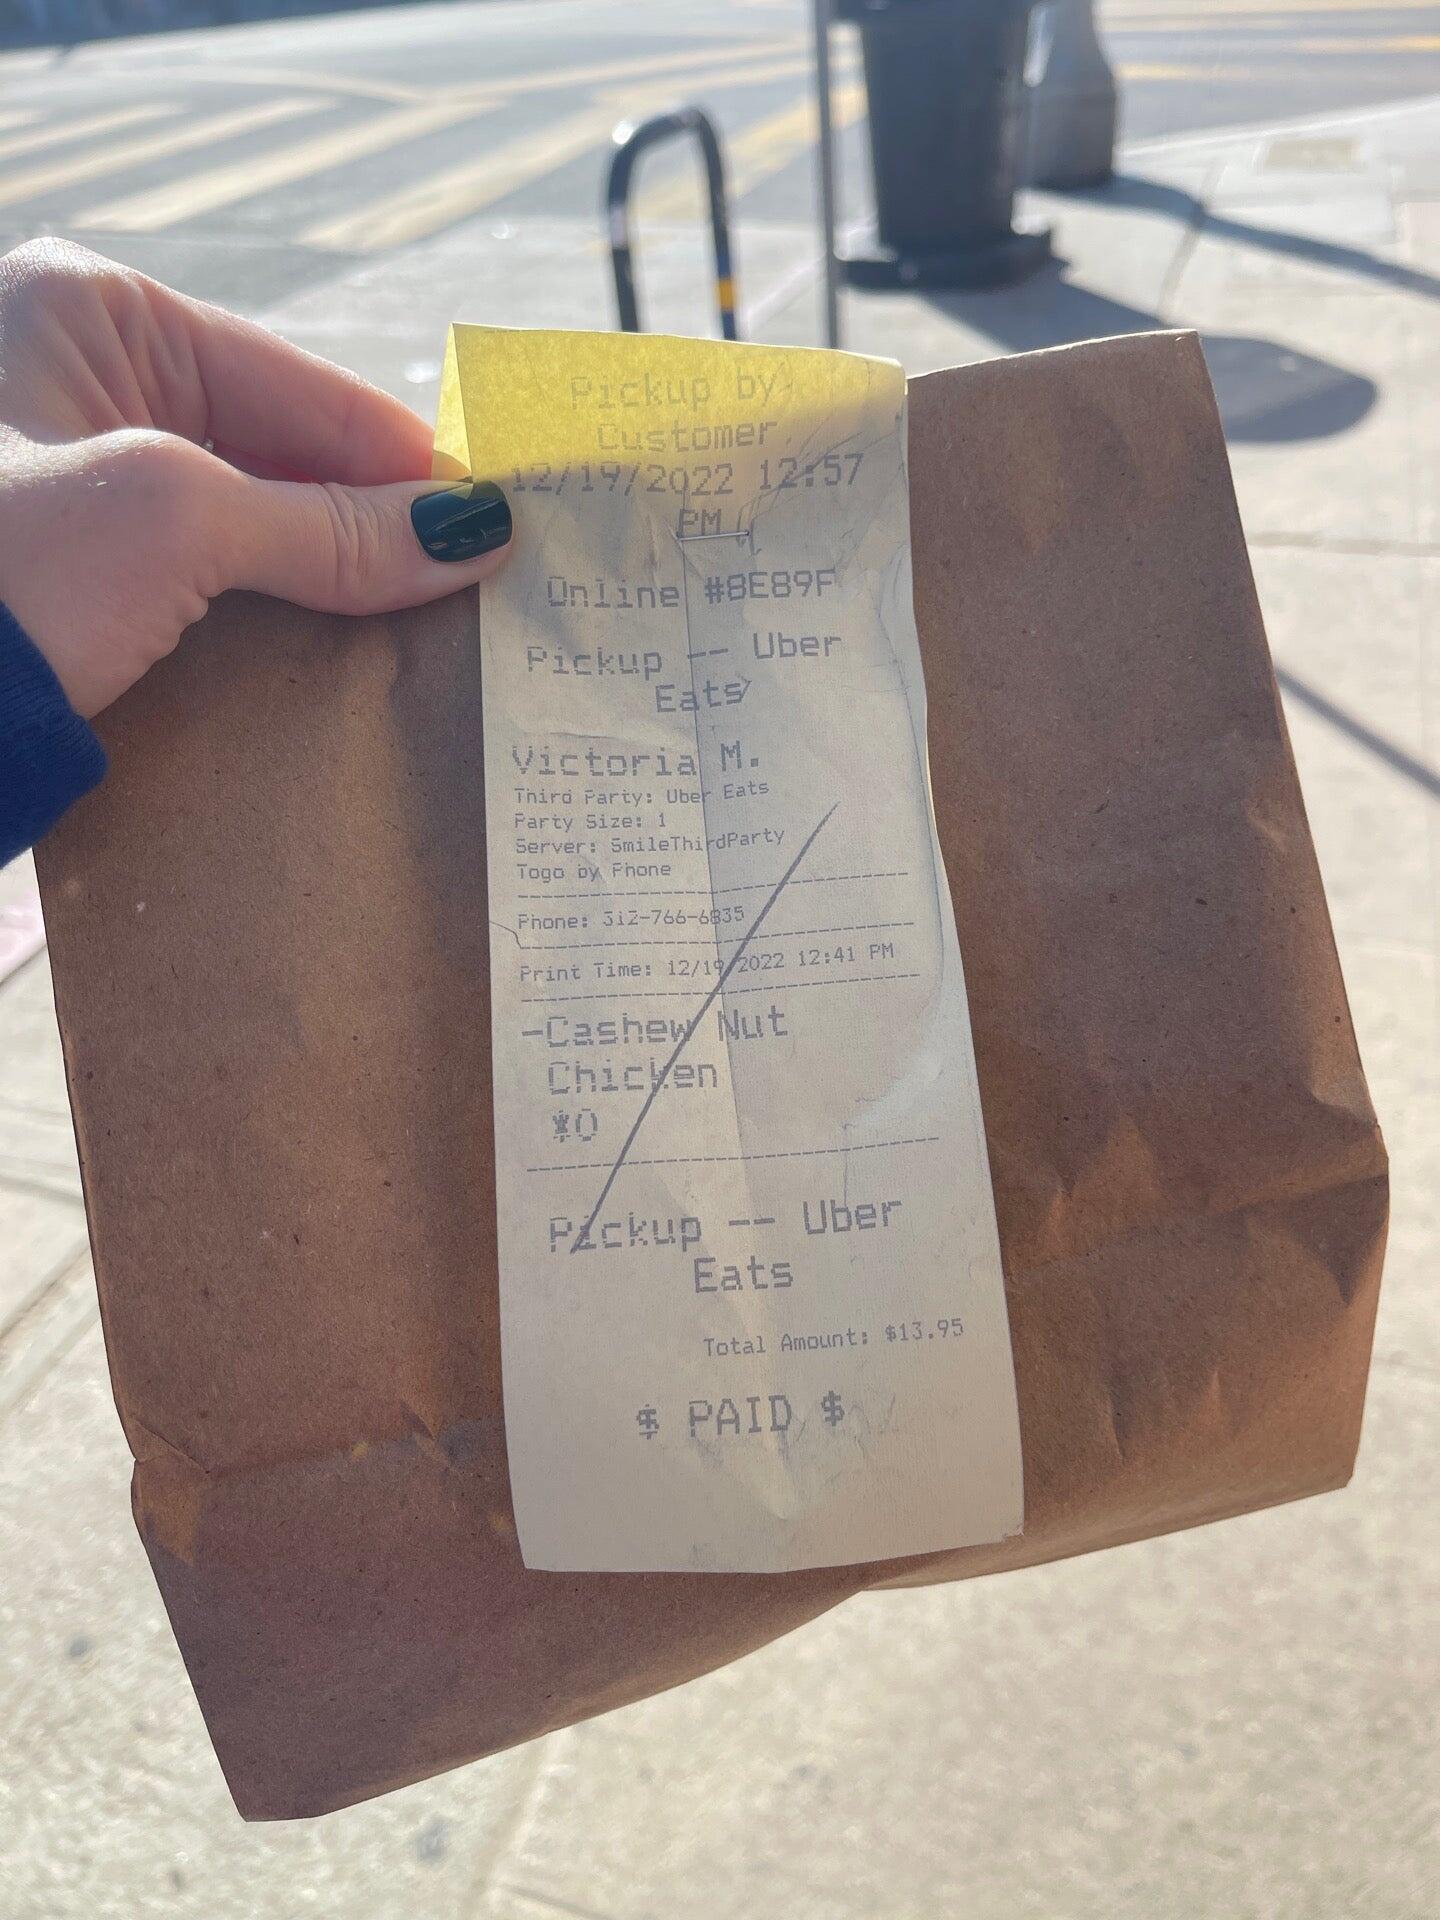 Pickup by
Customer
12/19/2022 12:57
PM
Online #8E89F
Pickup -- Uber
Eats
Victoria M.
Third Party: Uber Eats
Party Size: 1
Server: SmileThirdParty
Togo by Phone
Phone: 312-766-6835
Print Time: 12/19/2022 12:41 PM
-Cashew Nut
Chicken
*0
Pickup -- Uber
Eats
Total Amount: $13.95
$ PAID $